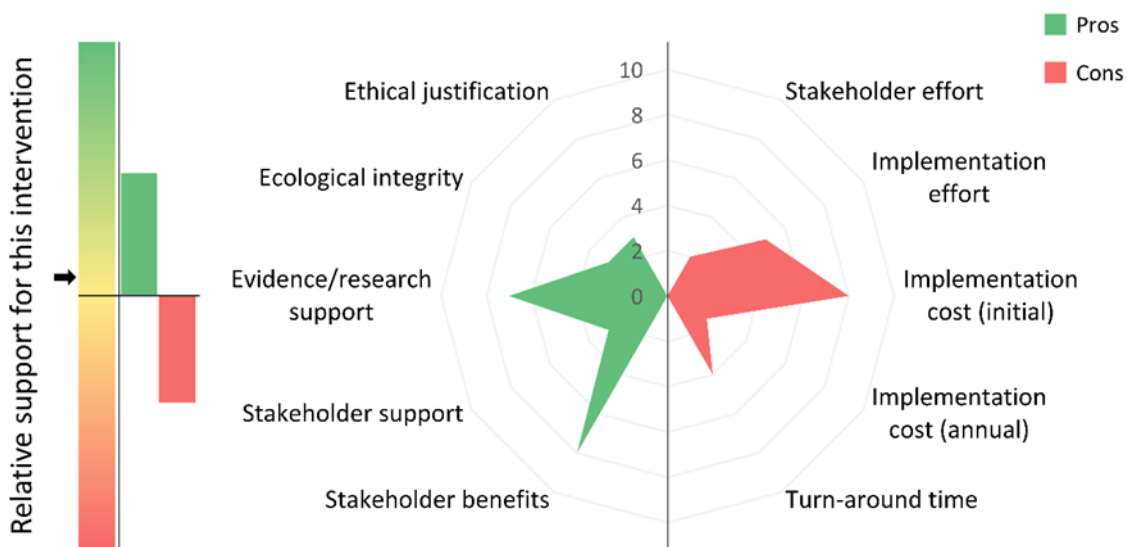 Relative support for this intervention
Pros
Cons
10
8
6
4
2
0
Ethical justification
Ecological integrity
Evidence/research
support
Stakeholder support
Stakeholder benefits
Stakeholder effort
Implementation
effort
Implementation
cost (initial)
Implementation
cost (annual)
Turn-around time